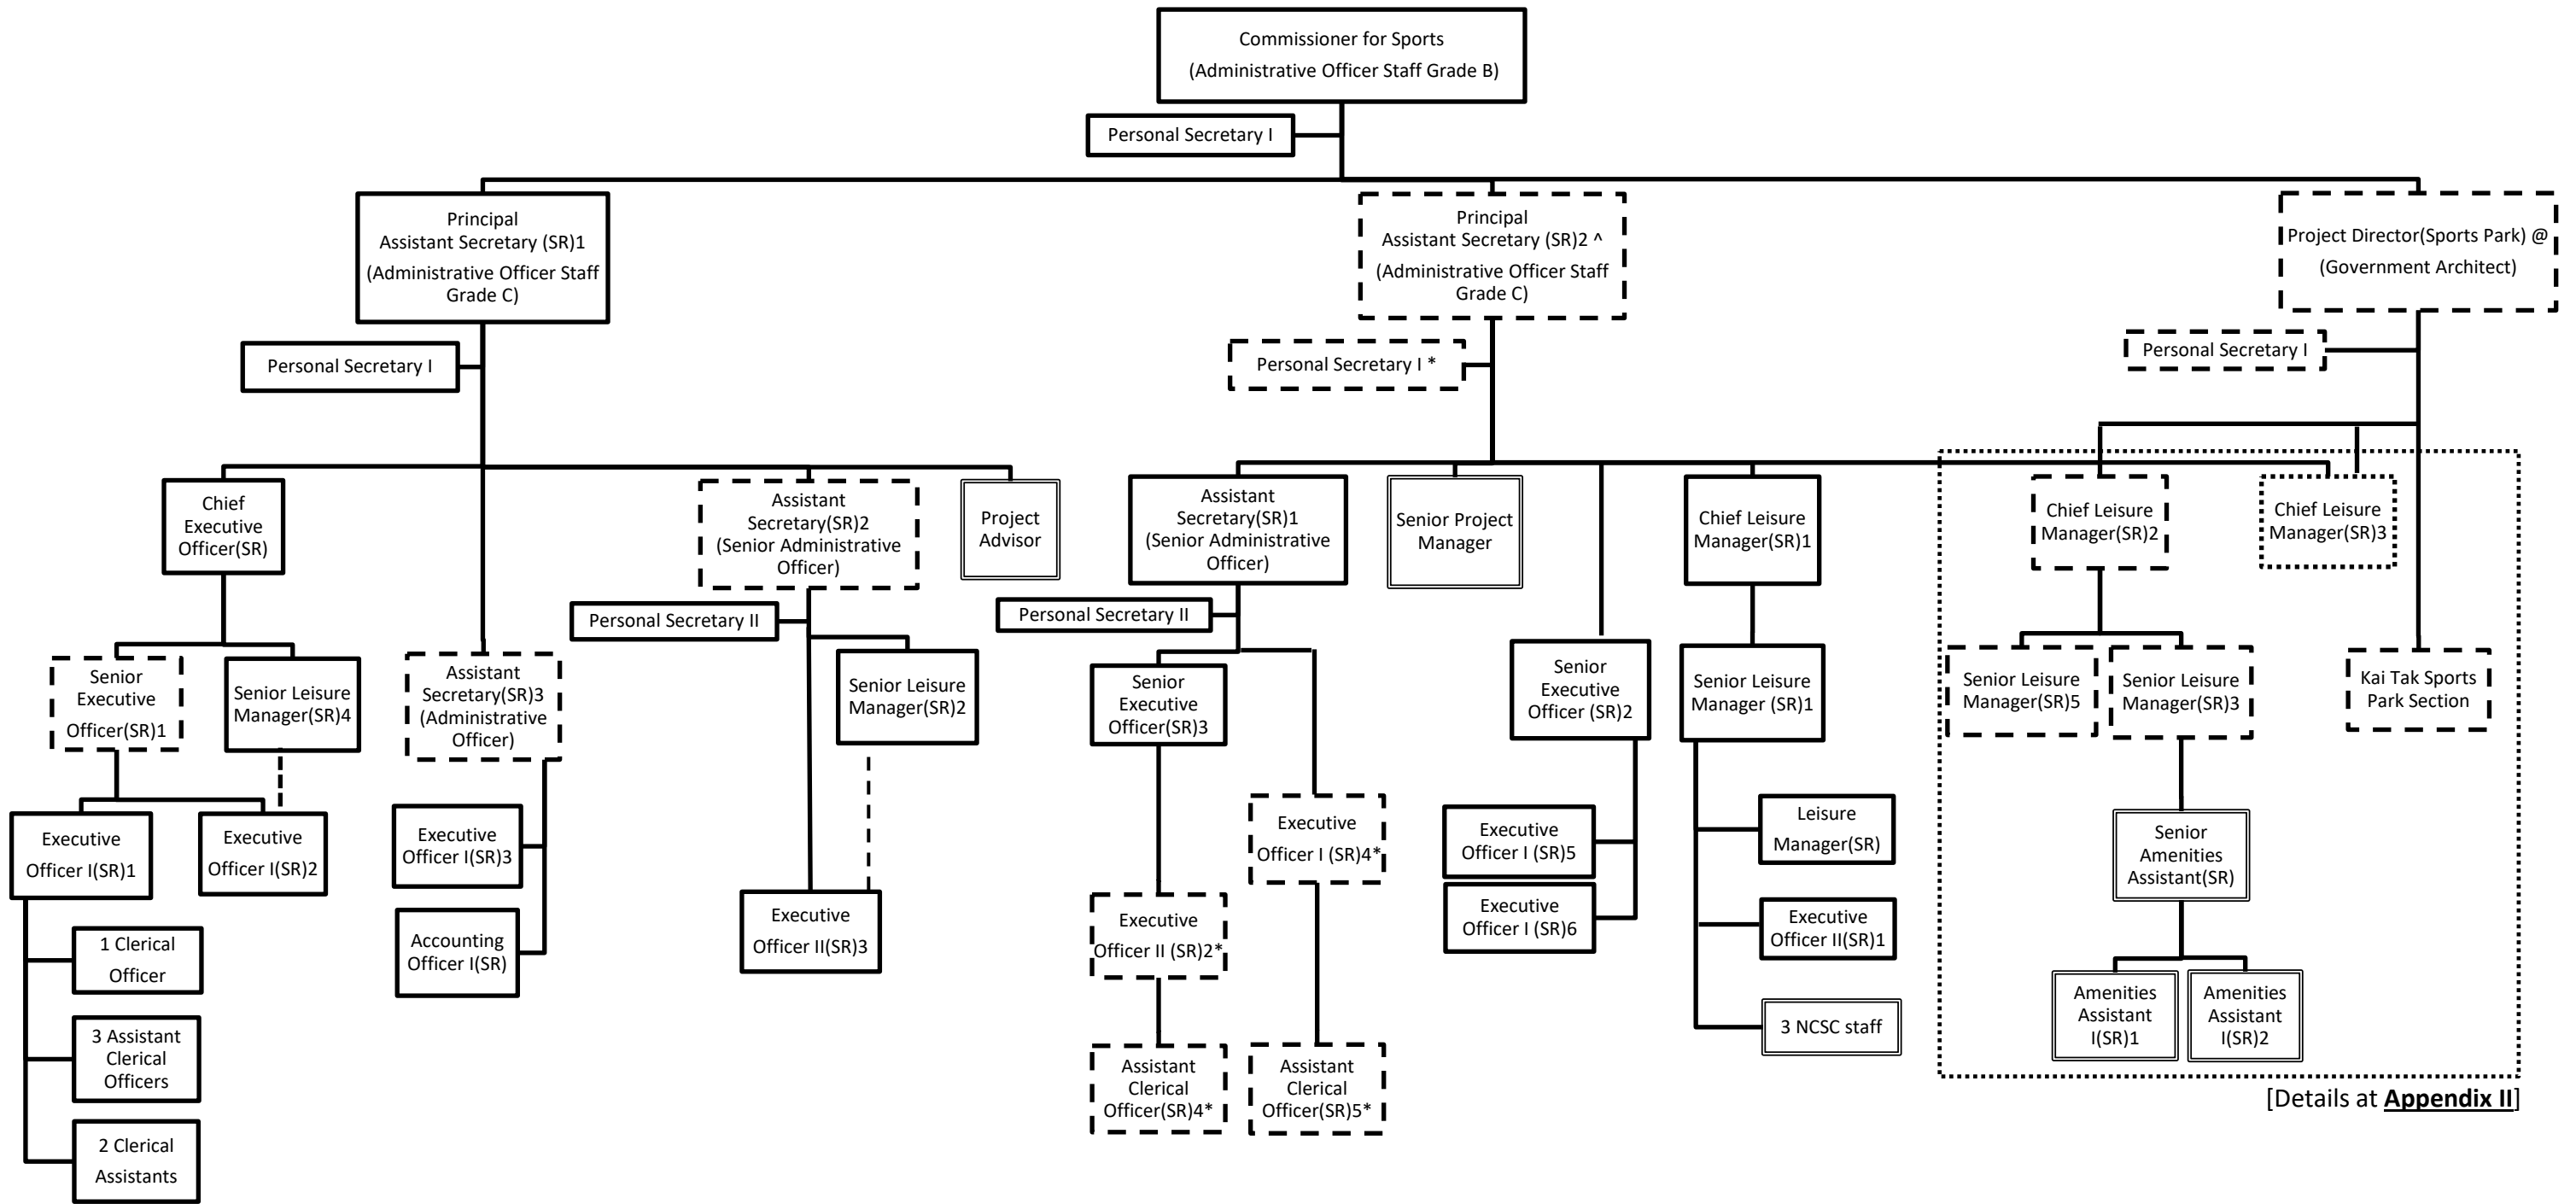 Commissioner for Sports
(Administrative Officer Staff Grade B)
Personal Secretary I
Principal
Assistant Secretary (SR)1
(Administrative Officer Staff
Grade C)
Principal
Assistant Secretary (SR)2 ^
(Administrative Officer Staff
Grade C)
Project Director(Sports Park) @
(Government Architect)
Personal Secretary I
Personal Secretary I *
Personal Secretary I
Chief
Executive
Officer(SR)
Assistant
Secretary(SR)2
(Senior Administrative
Officer)
Project
Advisor
Assistant
Secretary(SR)1
(Senior Administrative
Officer)
Senior Project
Manager
Chief Leisure
Manager(SR)1
Chief Leisure
Manager(SR)2
Chief Leisure
Manager(SR)3
Personal Secretary II
Personal Secretary II
Senior
Executive
Officer(SR)1
Senior Leisure
Manager(SR)4
Assistant
Secretary(SR)3
(Administrative
Officer)
Senior Leisure
Manager(SR)2
Senior
Executive
Officer(SR)3
Senior
Executive
Officer (SR)2
Senior Leisure
Manager (SR)1
Senior Leisure
Manager(SR)5
Senior Leisure
Manager(SR)3
Kai Tak Sports
Park Section
Executive
Officer I(SR)1
Executive
Officer I(SR)2
Executive
Officer I(SR)3
Accounting
Officer I(SR)
Executive
Officer II(SR)3
Executive
Officer I (SR)4*
Executive
Officer II (SR)2*
Executive
Officer I (SR)5
Executive
Officer I (SR)6
Leisure
Manager(SR)
Executive
Officer II(SR)1
3 NCSC staff
Senior
Amenities
Assistant(SR)
Amenities
Assistant
I(SR)1
Amenities
Assistant
I(SR)2
1 Clerical
Officer
3 Assistant
Clerical
Officers
2 Clerical
Assistants
Assistant
Clerical
Officer(SR)4*
Assistant
Clerical
Officer(SR)5*
[Details at Appendix II]